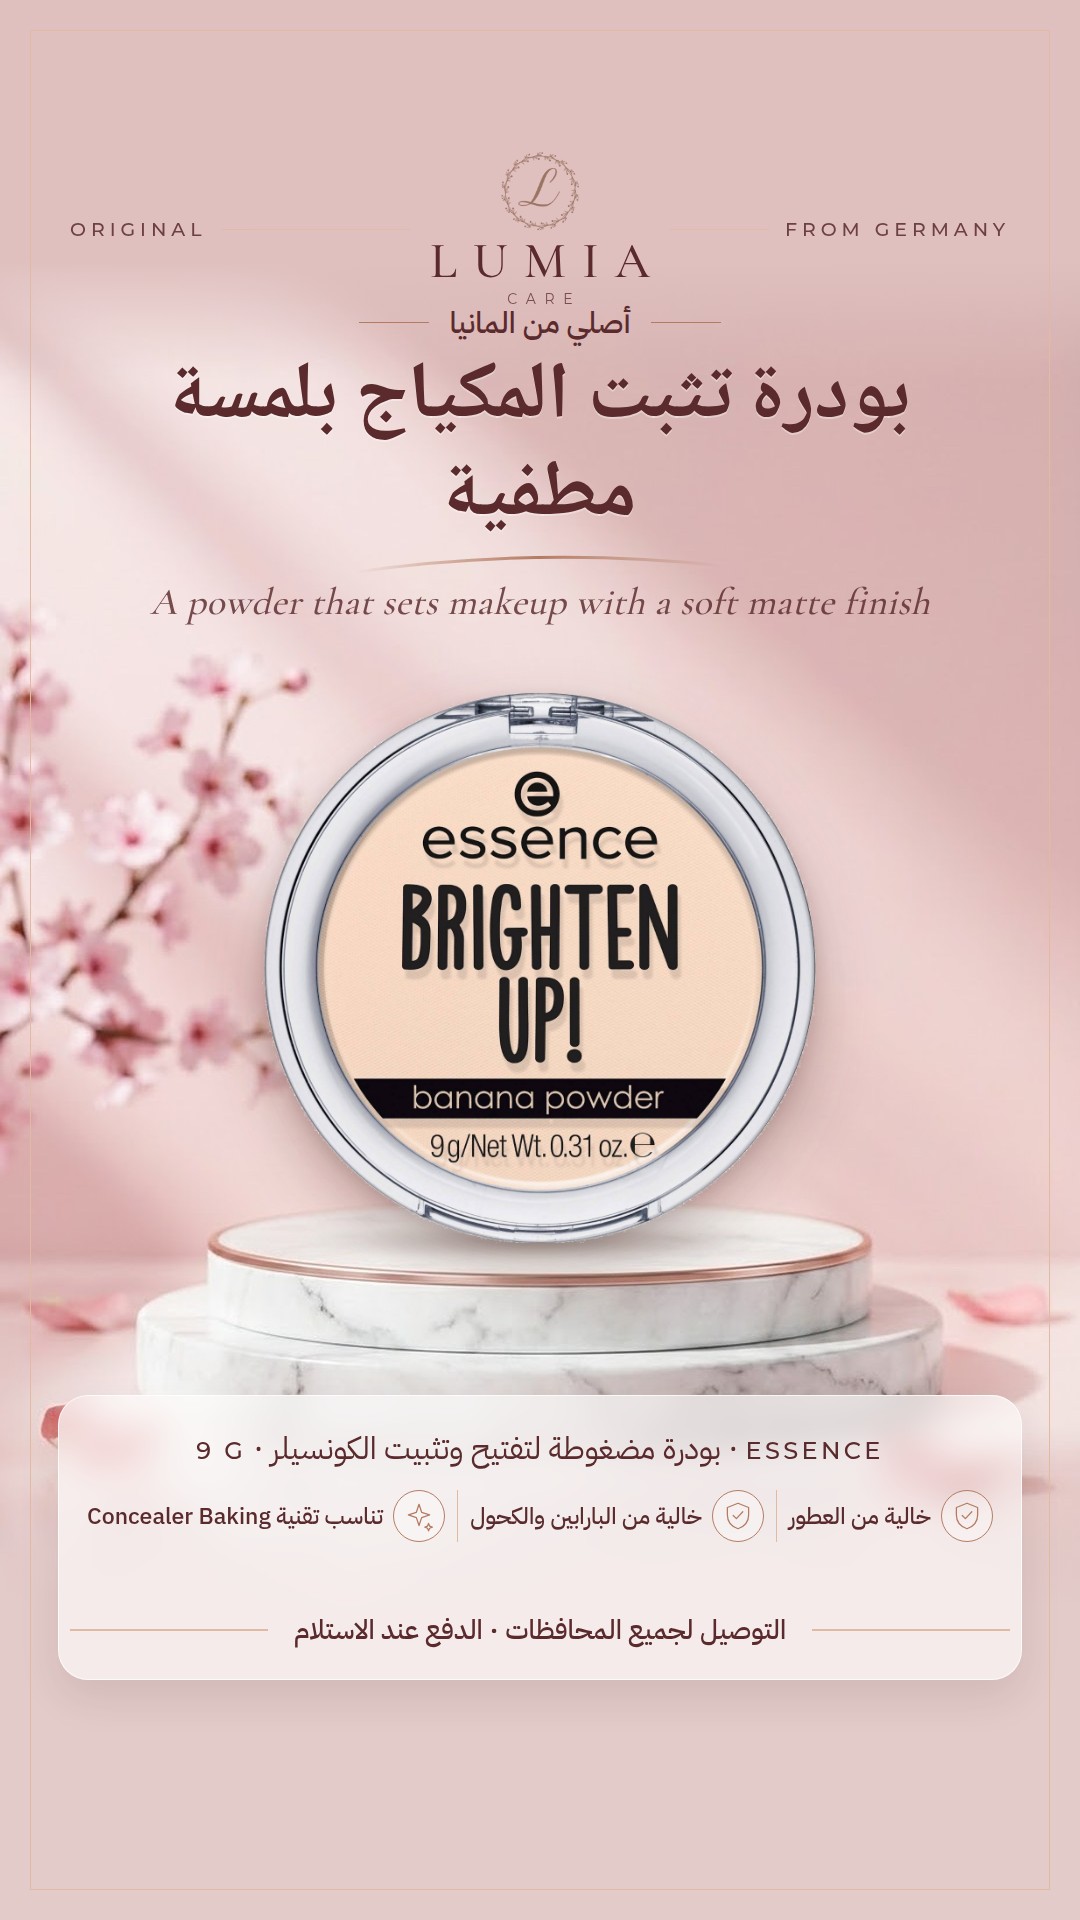 ORIGINAL
FROM GERMANY
L
LUMIA
CARE
أصلي من المانيا
بودرة تثبت المكياج بلمسة
مطفية
A powder that sets makeup with a soft matte finish
e
essence
BRIGHTEN
UP!
banana powder
9g/Net Wt. 0.31 oz. ℮
ESSENCE · بودرة مضغوطة لتفتيح وتثبيت الكونسيلر · 9 G
خالية من العطور
خالية من البارابين والكحول
تناسب تقنية Concealer Baking
التوصيل لجميع المحافظات · الدفع عند الاستلام